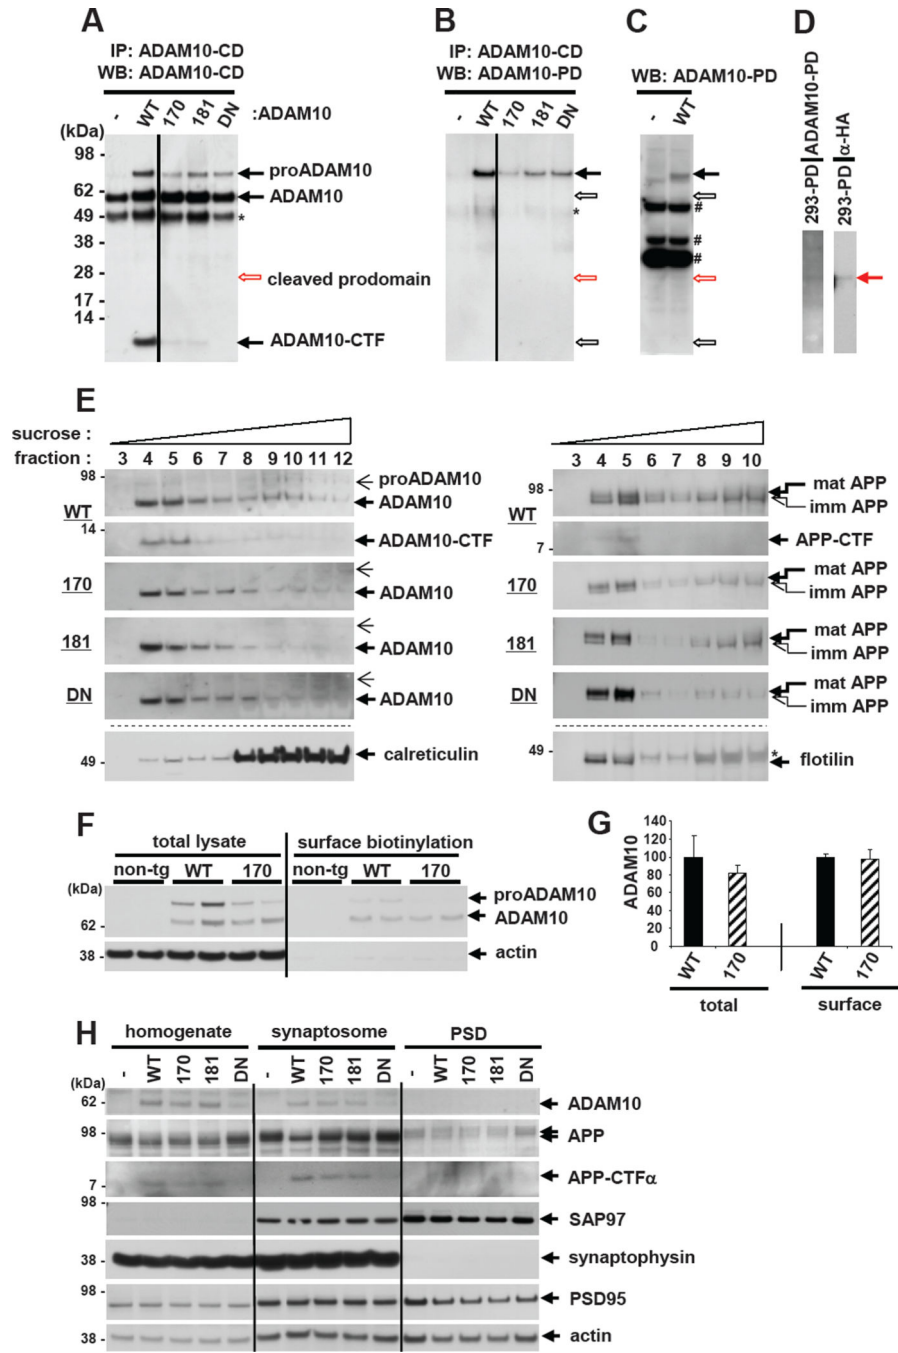 A
IP: ADAM10-CD
WB: ADAM10-CD
- WT 170 181 DN :ADAM10
(kDa)
98 -
62 -
49 -
38 -
28 -
17 -
14 -
proADAM10
ADAM10
*
cleaved prodomain
ADAM10-CTF
B
IP: ADAM10-CD
WB: ADAM10-PD
- WT 170 181 DN
*
C
WB: ADAM10-PD
- WT
#
#
#
D
293-PD | ADAM10-PD
293-PD | α-HA
E
sucrose :
fraction : 3 4 5 6 7 8 9 10 11 12
98 -
WT
proADAM10
ADAM10
14 -
ADAM10-CTF
170
ADAM10
181
ADAM10
DN
ADAM10
49 -
calreticulin
3 4 5 6 7 8 9 10
98 -
WT
mat APP
imm APP
7 -
APP-CTF
170
mat APP
imm APP
181
mat APP
imm APP
DN
mat APP
imm APP
49 -
*
flotilin
F
total lysate surface biotinylation
non-tg WT 170 non-tg WT 170
(kDa)
62 -
38 -
proADAM10
ADAM10
actin
G
ADAM10
140
120
100
80
60
40
20
0
WT 170 WT 170
total surface
H
homogenate synaptosome PSD
- WT 170 181 DN - WT 170 181 DN - WT 170 181 DN
(kDa)
62 -
ADAM10
98 -
APP
7 -
APP-CTFα
98 -
SAP97
38 -
synaptophysin
98 -
PSD95
38 -
actin